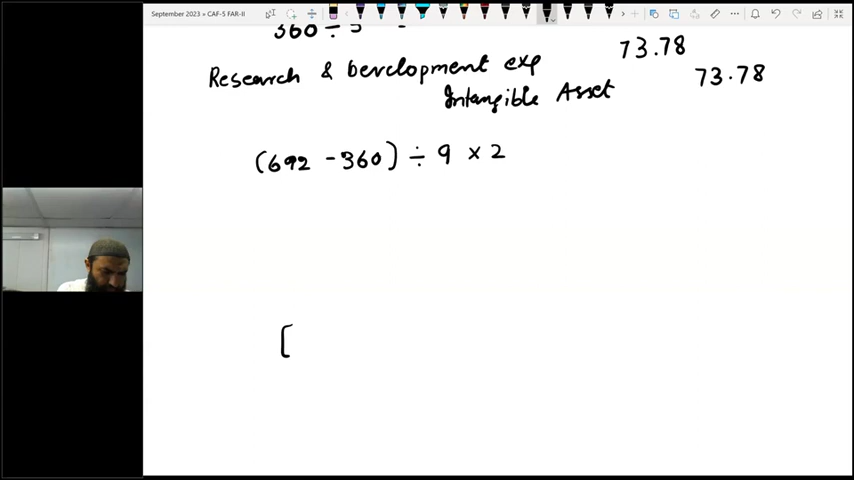 September 2023 » CAF-5 FAR-II
360 ÷ 5
73.78
Research & Development exp
73.78
Intangible Asset
(692 - 360) ÷ 9 × 2
[